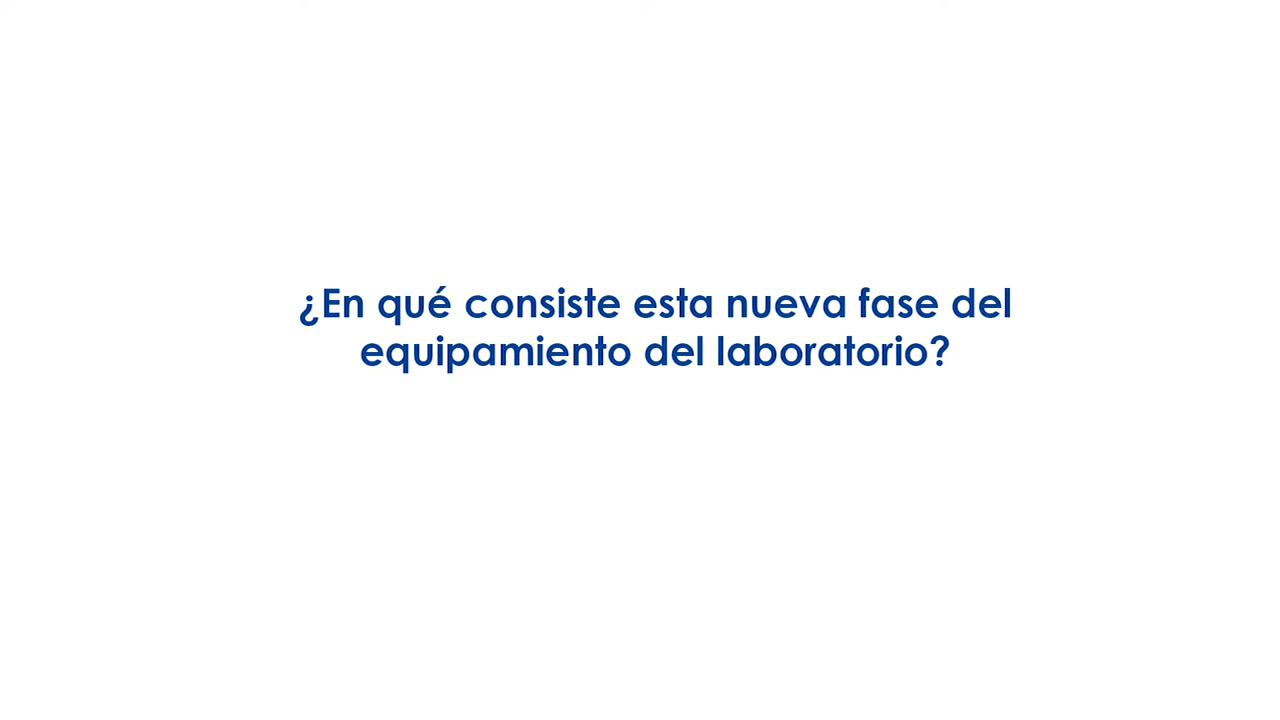 ¿En qué consiste esta nueva fase del
equipamiento del laboratorio?